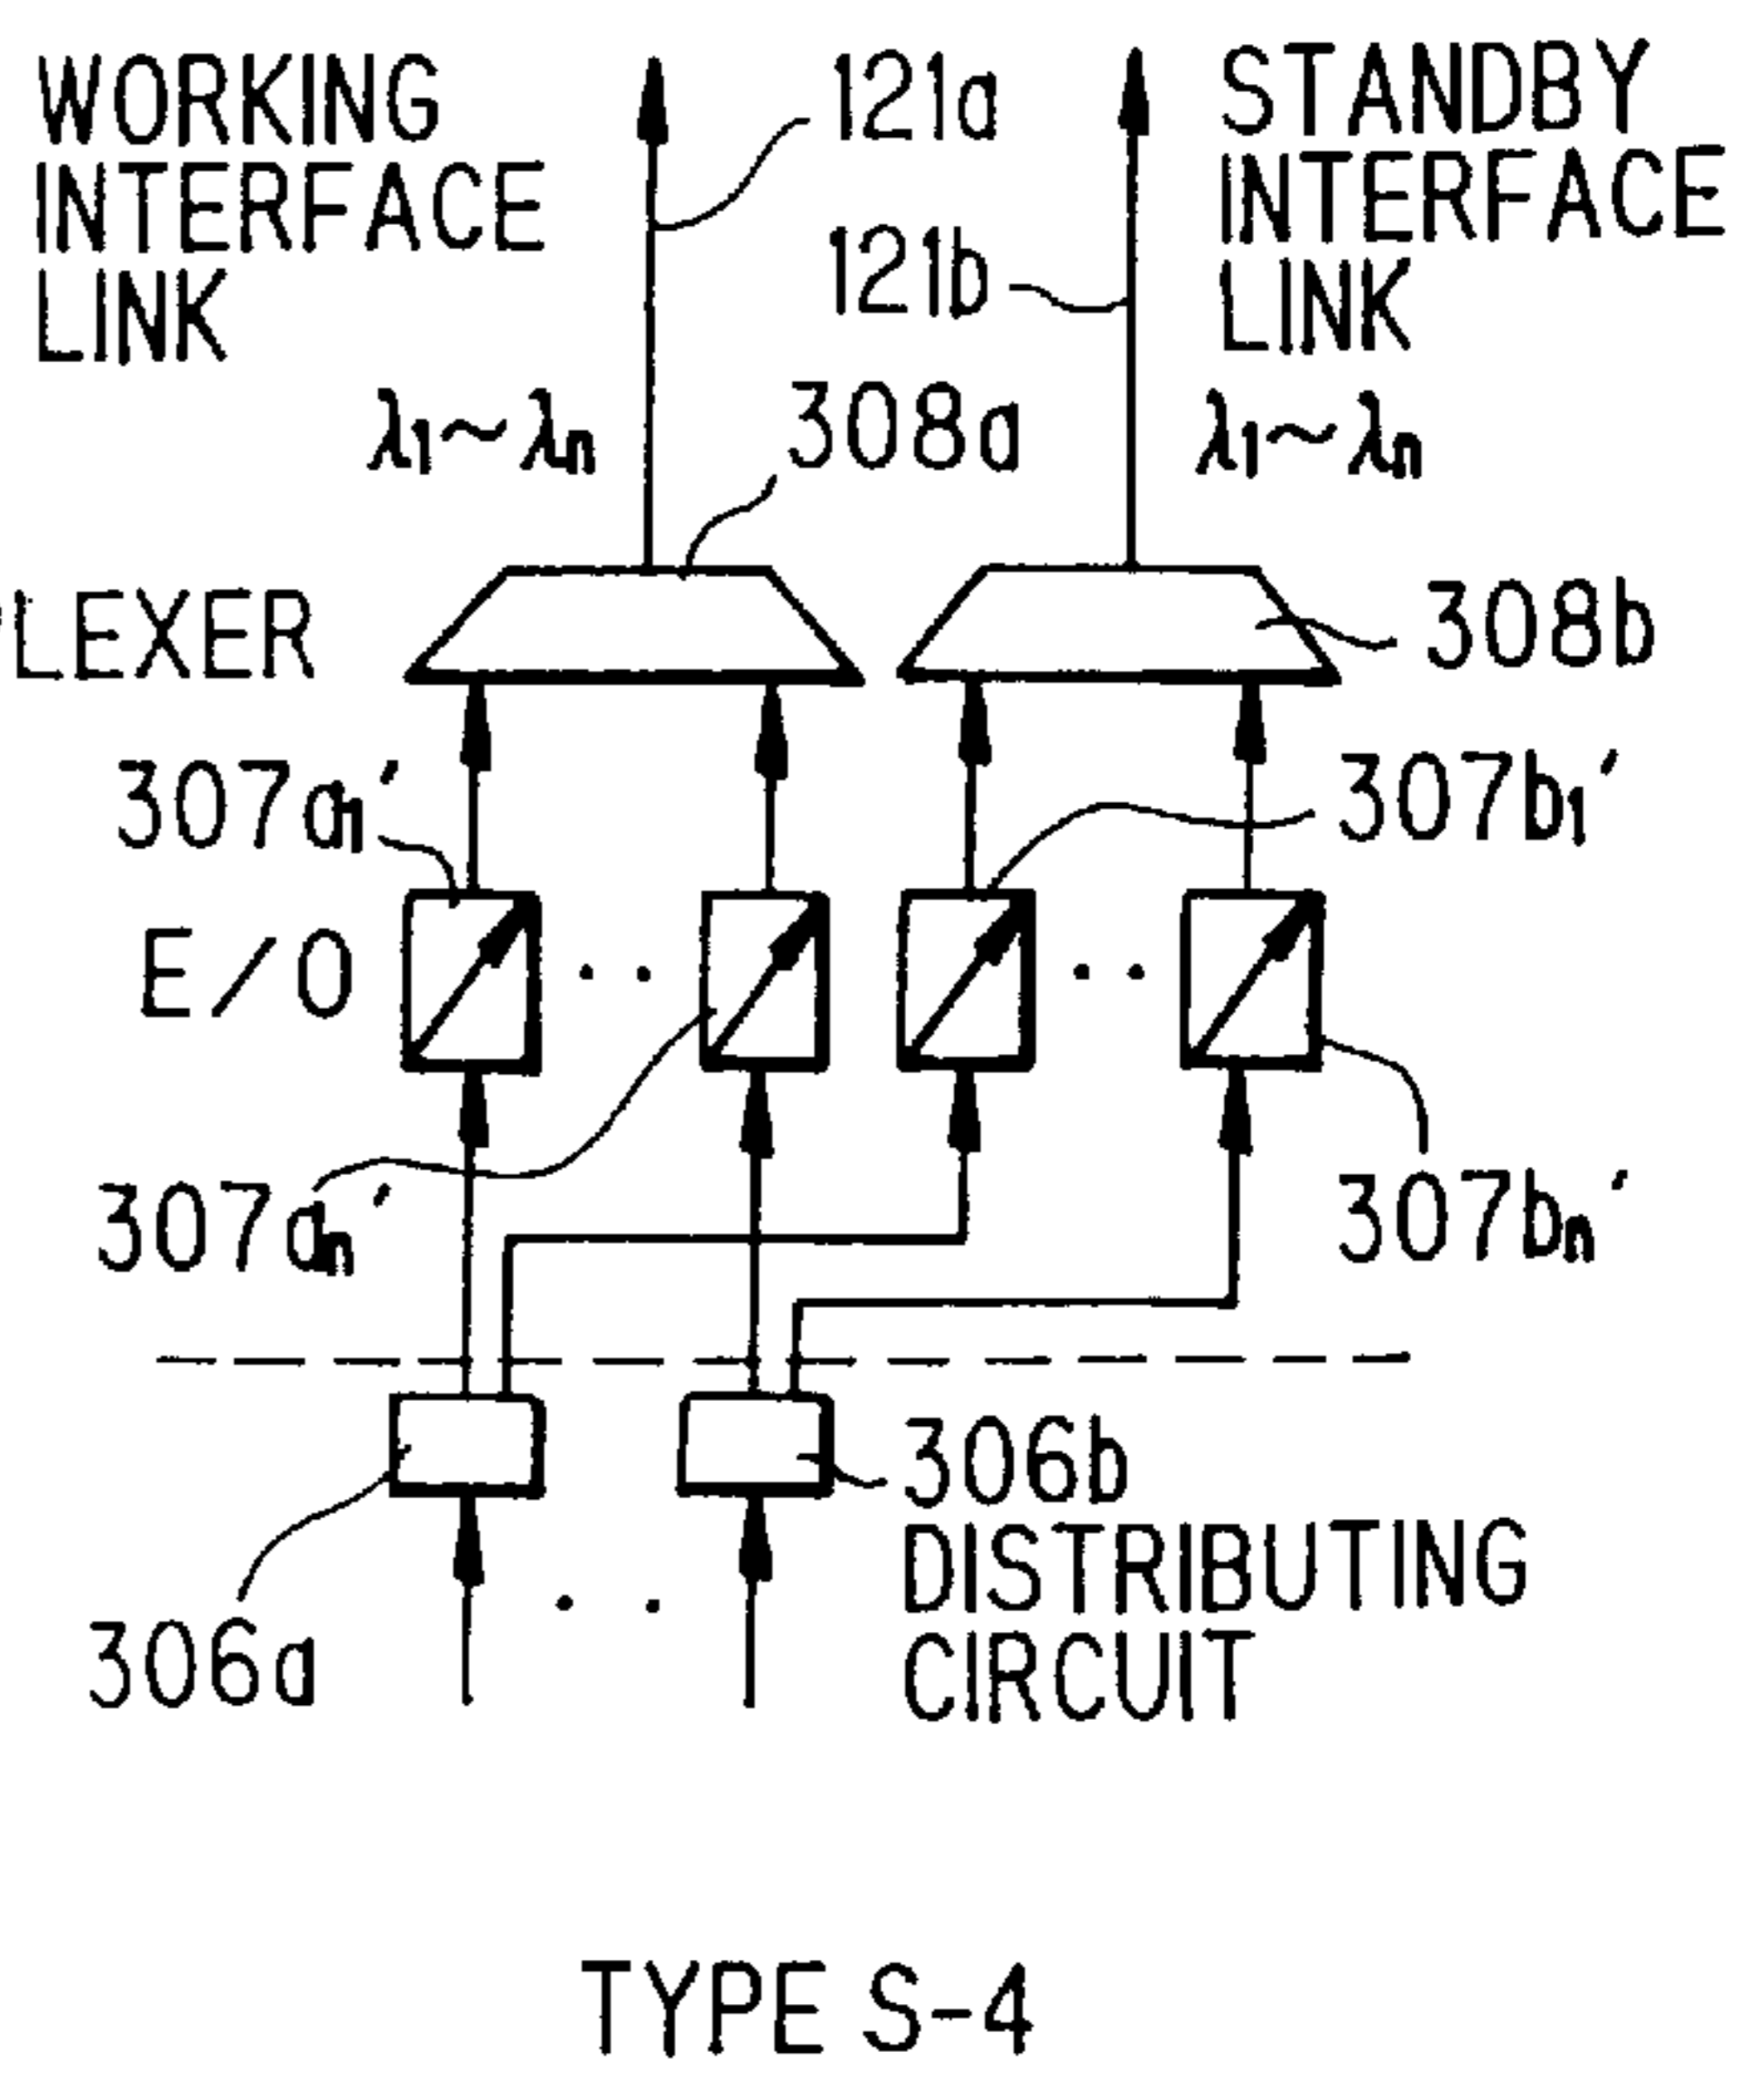 WORKING
INTERFACE
LINK
121a
121b
STANDBY
INTERFACE
LINK
λ1~λn
308a
λ1~λn
PLEXER
308b
307a1'
307b1'
E/O
307an'
307bn'
306a
306b
DISTRIBUTING
CIRCUIT
TYPE S-4